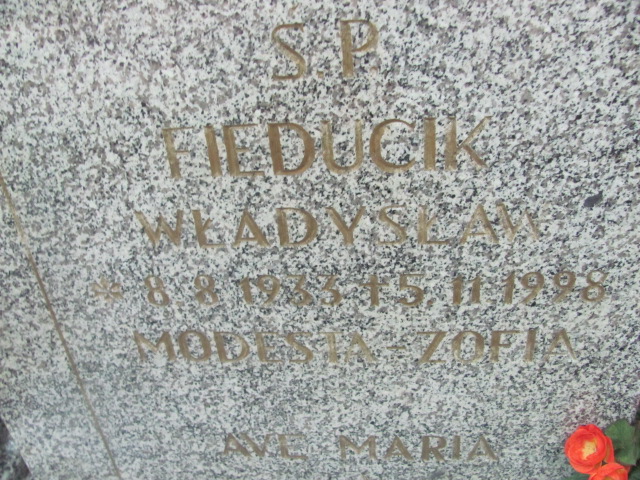 Ś.P
FIEDUCIK
WŁADYSŁAW
* 8.8.1933 † 5.11.1998
MODESTA-ZOFIA
AVE MARIA